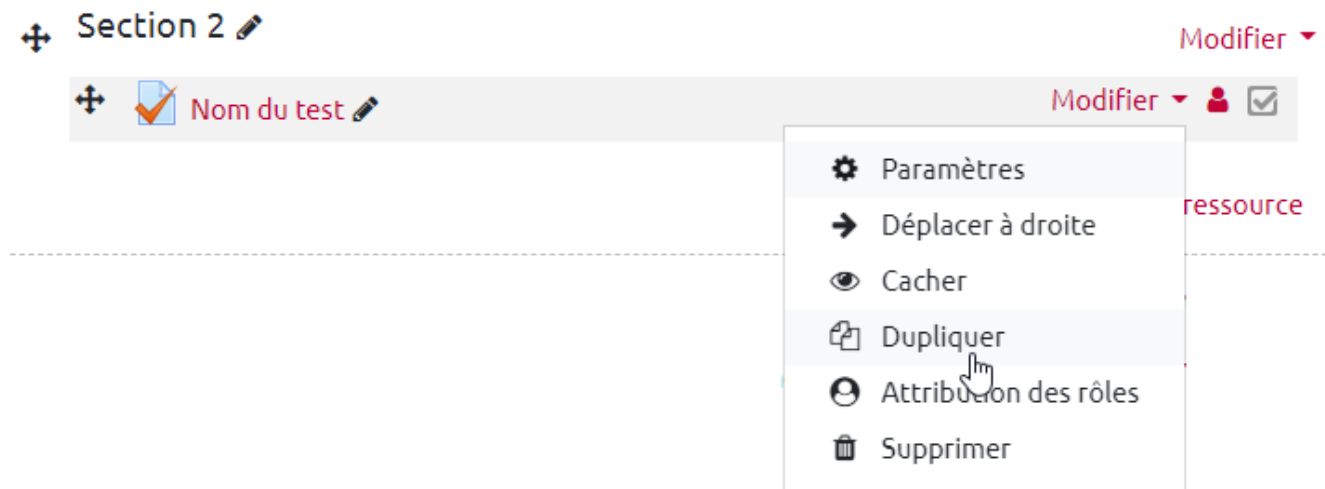 Section 2
Modifier
Nom du test
Modifier
Paramètres
ressource
Déplacer à droite
Cacher
Dupliquer
Attribution des rôles
Supprimer